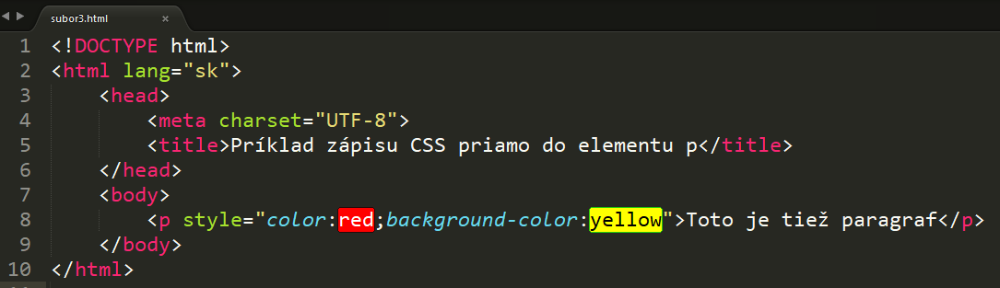 subor3.html ×
1 <!DOCTYPE html>
2 <html lang="sk">
3 <head>
4 <meta charset="UTF-8">
5 <title>Príklad zápisu CSS priamo do elementu p</title>
6 </head>
7 <body>
8 <p style="color:red;background-color:yellow">Toto je tiež paragraf</p>
9 </body>
10 </html>